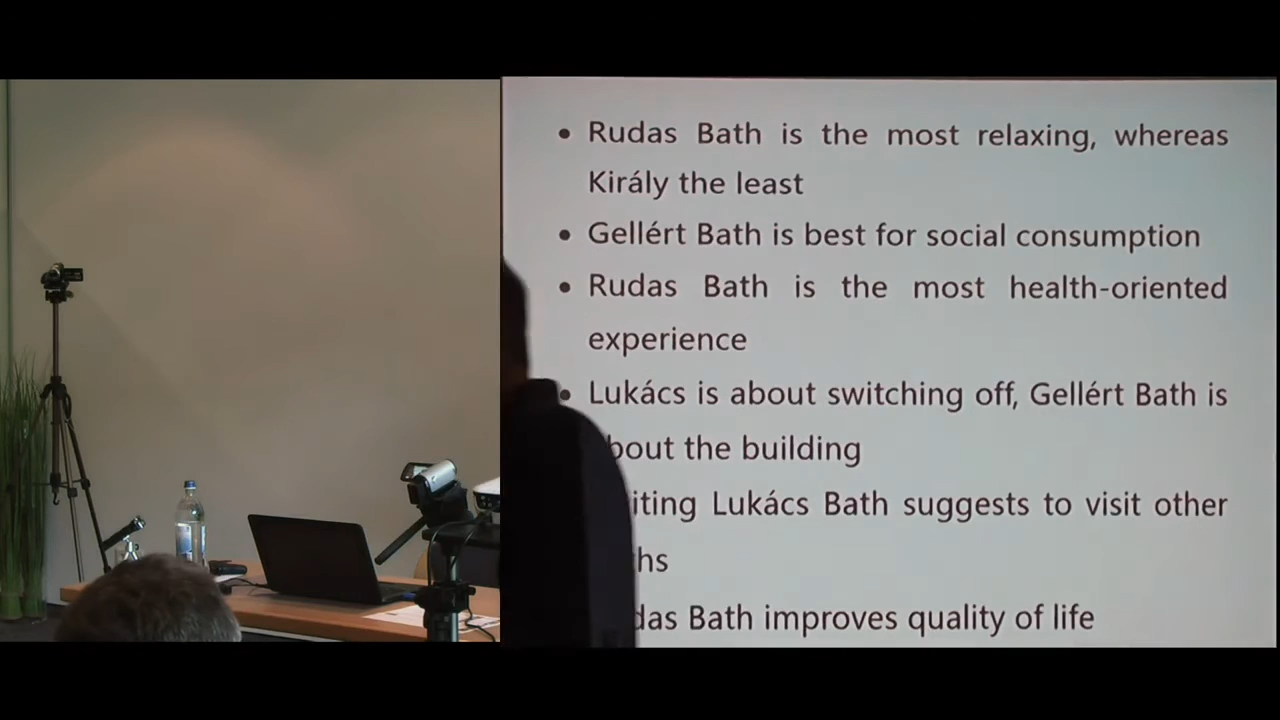 • Rudas Bath is the most relaxing, whereas
Király the least
• Gellért Bath is best for social consumption
• Rudas Bath is the most health-oriented
experience
• Lukács is about switching off, Gellért Bath is
bout the building
iting Lukács Bath suggests to visit other
hs
das Bath improves quality of life